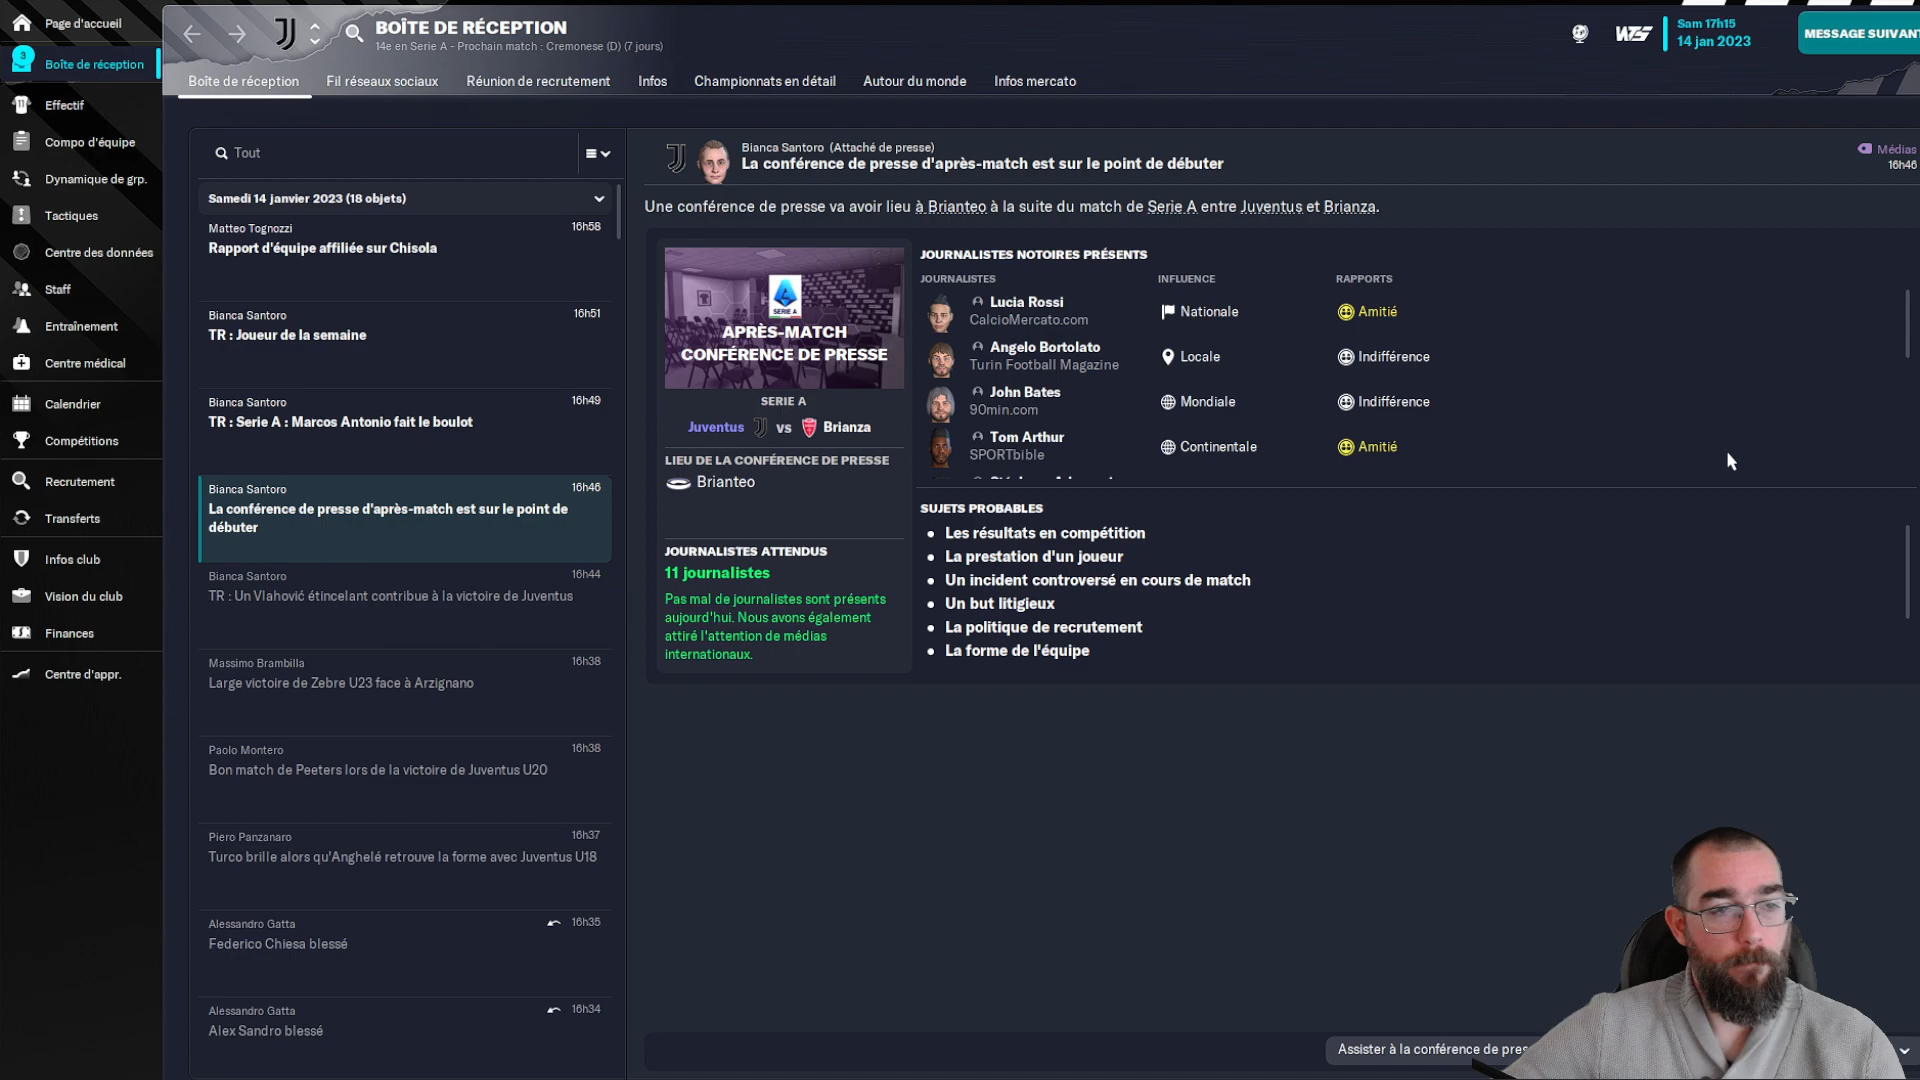 Page d'accueil
3
Boîte de réception
Effectif
Compo d'équipe
Dynamique de grp.
Tactiques
Centre des données
Staff
Entraînement
Centre médical
Calendrier
Compétitions
Recrutement
Transferts
Infos club
Vision du club
Finances
Centre d'appr.
BOÎTE DE RÉCEPTION
14e en Serie A - Prochain match : Cremonese (D) (7 jours)
Sam 17h15
14 jan 2023
MESSAGE SUIVANT
Boîte de réception
Fil réseaux sociaux
Réunion de recrutement
Infos
Championnats en détail
Autour du monde
Infos mercato
Tout
Samedi 14 janvier 2023 (18 objets)
Matteo Tognozzi 16h58
Rapport d'équipe affiliée sur Chisola
Bianca Santoro 16h51
TR : Joueur de la semaine
Bianca Santoro 16h49
TR : Serie A : Marcos Antonio fait le boulot
Bianca Santoro 16h46
La conférence de presse d'après-match est sur le point de
débuter
Bianca Santoro 16h44
TR : Un Vlahović étincelant contribue à la victoire de Juventus
Massimo Brambilla 16h38
Large victoire de Zebre U23 face à Arzignano
Paolo Montero 16h38
Bon match de Peeters lors de la victoire de Juventus U20
Piero Panzanaro 16h37
Turco brille alors qu'Anghelé retrouve la forme avec Juventus U18
Alessandro Gatta 16h35
Federico Chiesa blessé
Alessandro Gatta 16h34
Alex Sandro blessé
Bianca Santoro (Attaché de presse)
La conférence de presse d'après-match est sur le point de débuter
Médias
16h46
Une conférence de presse va avoir lieu à Brianteo à la suite du match de Serie A entre Juventus et Brianza.
SERIE A
APRÈS-MATCH
CONFÉRENCE DE PRESSE
SERIE A
Juventus vs Brianza
LIEU DE LA CONFÉRENCE DE PRESSE
Brianteo
JOURNALISTES ATTENDUS
11 journalistes
Pas mal de journalistes sont présents
aujourd'hui. Nous avons également
attiré l'attention de médias
internationaux.
JOURNALISTES NOTOIRES PRÉSENTS
JOURNALISTES INFLUENCE RAPPORTS
Lucia Rossi
CalcioMercato.com
Nationale
Amitié
Angelo Bortolato
Turin Football Magazine
Locale
Indifférence
John Bates
90min.com
Mondiale
Indifférence
Tom Arthur
SPORTbible
Continentale
Amitié
SUJETS PROBABLES
• Les résultats en compétition
• La prestation d'un joueur
• Un incident controversé en cours de match
• Un but litigieux
• La politique de recrutement
• La forme de l'équipe
Assister à la conférence de pres